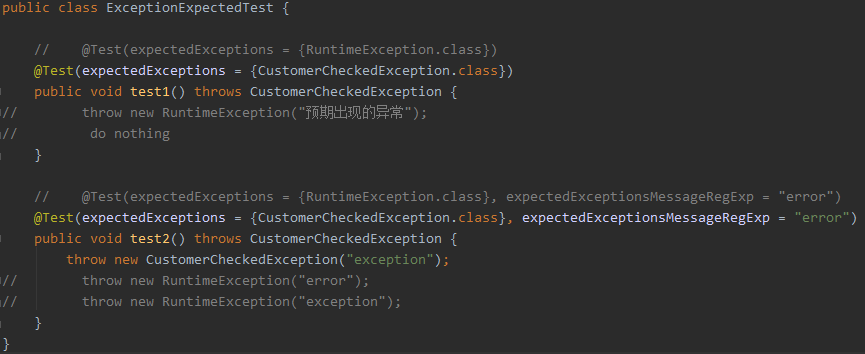 public class ExceptionExpectedTest {
//    @Test(expectedExceptions = {RuntimeException.class})
@Test(expectedExceptions = {CustomerCheckedException.class})
public void test1() throws CustomerCheckedException {
//        throw new RuntimeException("预期出现的异常");
//         do nothing
}
//    @Test(expectedExceptions = {RuntimeException.class}, expectedExceptionsMessageRegExp = "error")
@Test(expectedExceptions = {CustomerCheckedException.class}, expectedExceptionsMessageRegExp = "error")
public void test2() throws CustomerCheckedException {
throw new CustomerCheckedException("exception");
//        throw new RuntimeException("error");
//        throw new RuntimeException("exception");
}
}